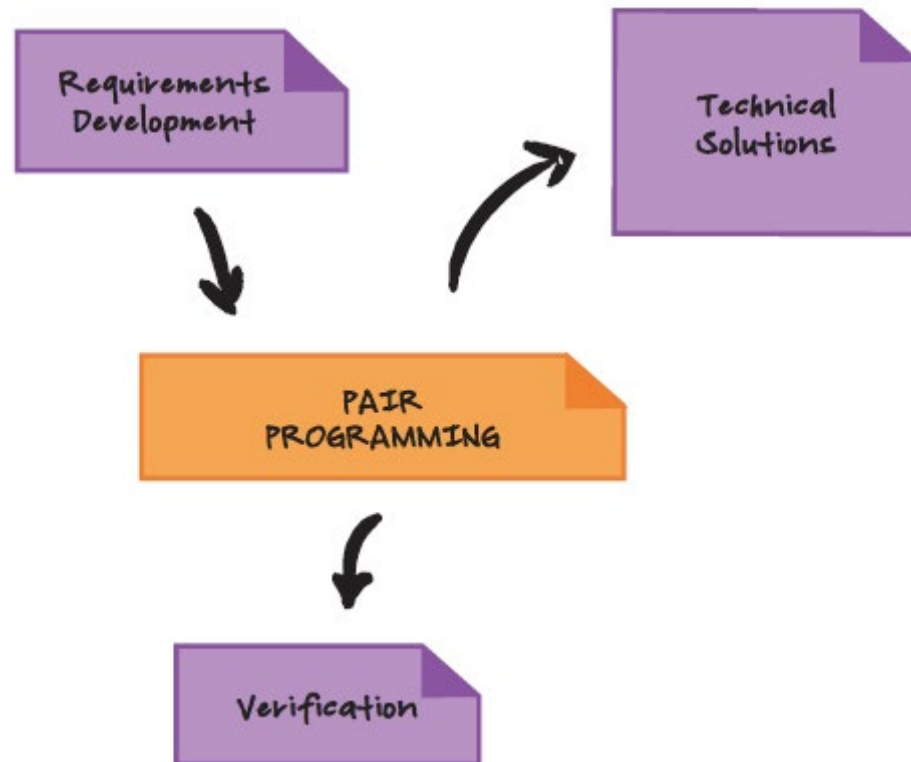 Requirements
Development
Technical
Solutions
PAIR
PROGRAMMING
Verification